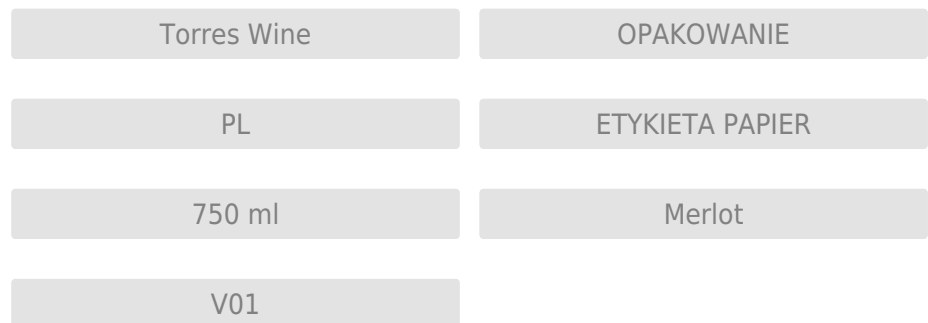 Torres Wine
OPAKOWANIE
PL
ETYKIETA PAPIER
750 ml
Merlot
V01